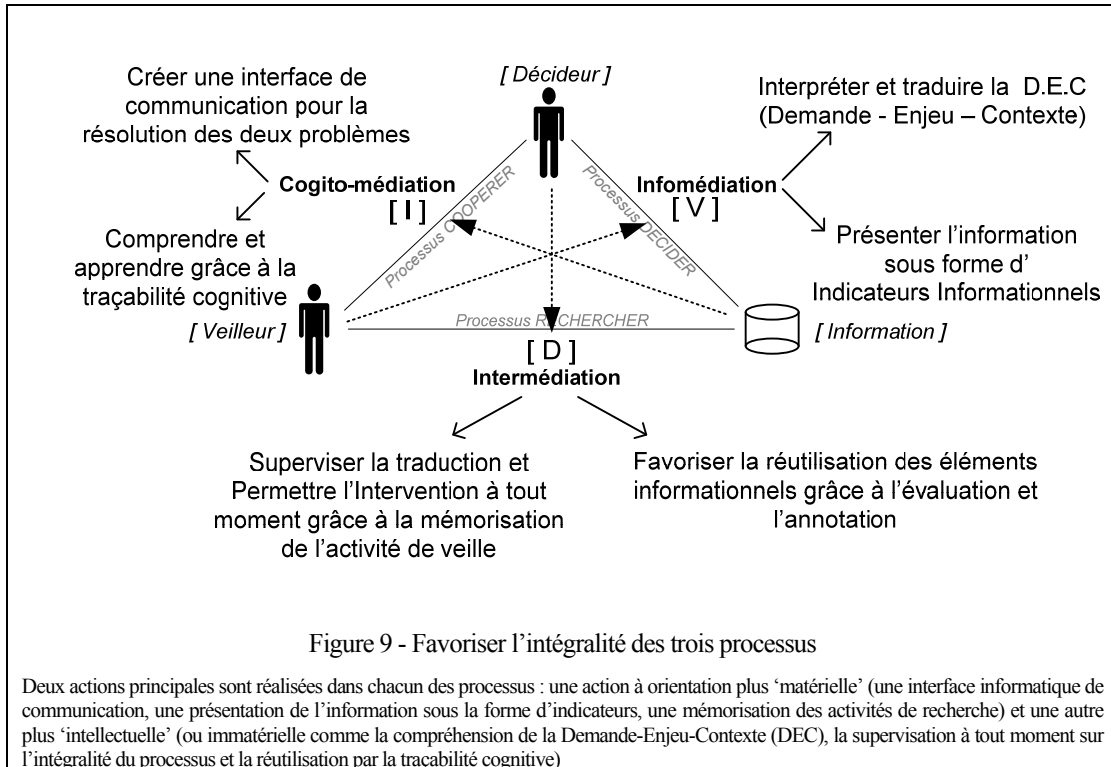 [ Décideur ]
Créer une interface de
communication pour la
résolution des deux problèmes
Interpréter et traduire la D.E.C
(Demande - Enjeu – Contexte)
Cogito-médiation
[ I ]
Infomédiation
[ V ]
Processus COOPERER
Processus DECIDER
Comprendre et
apprendre grâce à la
traçabilité cognitive
Présenter l'information
sous forme d'
Indicateurs Informationnels
[ Veilleur ]
Processus RECHERCHER
[ Information ]
[ D ]
Intermédiation
Superviser la traduction et
Permettre l'Intervention à tout
moment grâce à la mémorisation
de l'activité de veille
Favoriser la réutilisation des éléments
informationnels grâce à l'évaluation et
l'annotation
Figure 9 - Favoriser l'intégralité des trois processus
Deux actions principales sont réalisées dans chacun des processus : une action à orientation plus 'matérielle' (une interface informatique de
communication, une présentation de l'information sous la forme d'indicateurs, une mémorisation des activités de recherche) et une autre
plus 'intellectuelle' (ou immatérielle comme la compréhension de la Demande-Enjeu-Contexte (DEC), la supervision à tout moment sur
l'intégralité du processus et la réutilisation par la traçabilité cognitive)